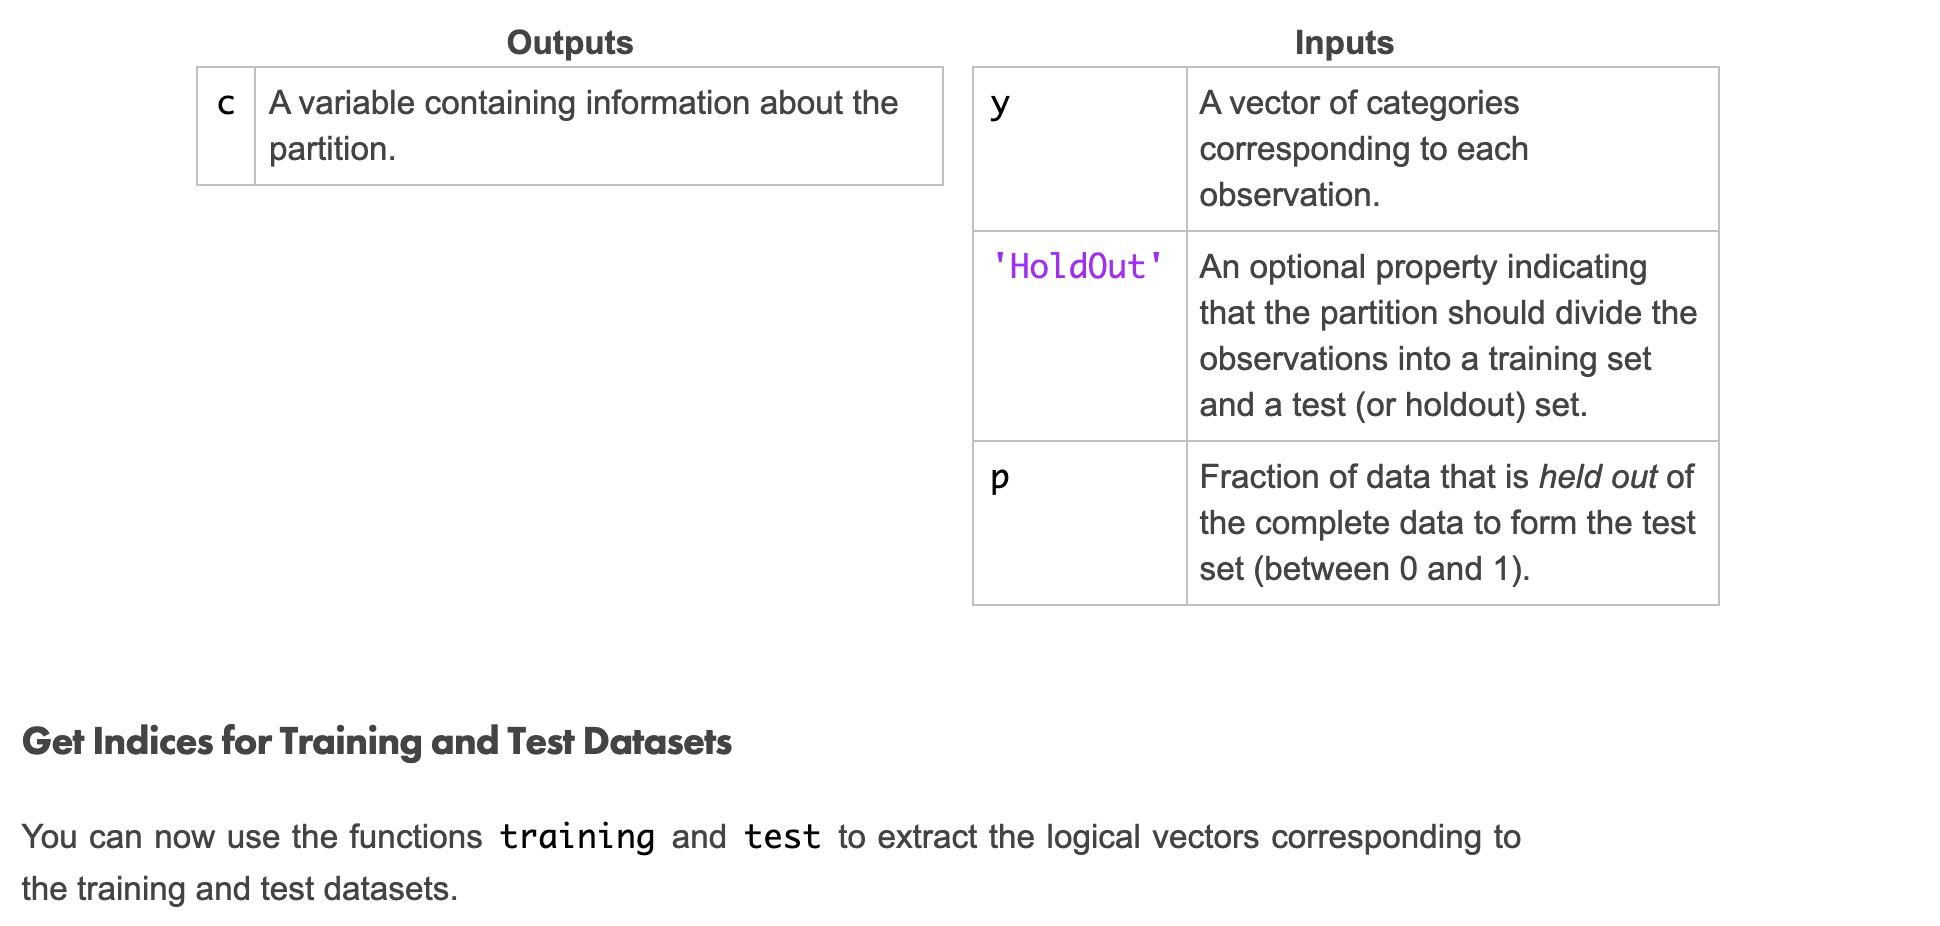 Outputs
c
A variable containing information about the
partition.
Inputs
y
A vector of categories
corresponding to each
observation.
'HoldOut'
An optional property indicating
that the partition should divide the
observations into a training set
and a test (or holdout) set.
p
Fraction of data that is held out of
the complete data to form the test
set (between 0 and 1).
Get Indices for Training and Test Datasets
You can now use the functions training and test to extract the logical vectors corresponding to
the training and test datasets.